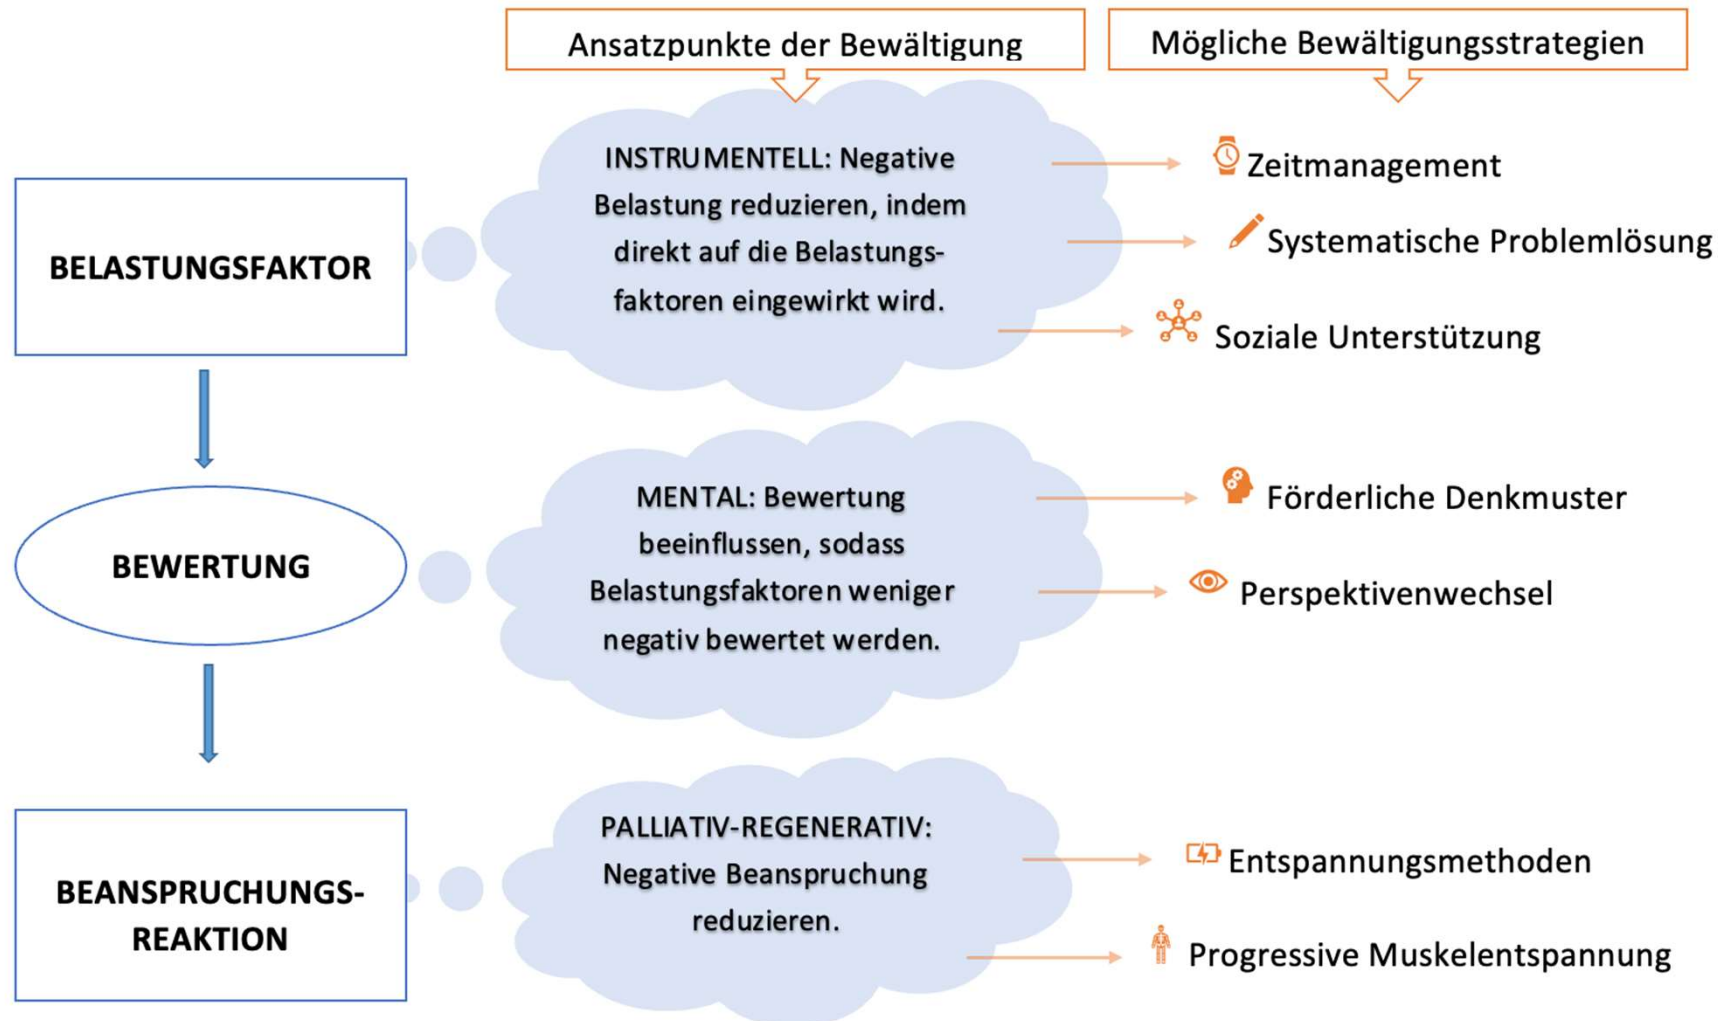 Ansatzpunkte der Bewältigung
Mögliche Bewältigungsstrategien
BELASTUNGSFAKTOR
INSTRUMENTELL: Negative
Belastung reduzieren, indem
direkt auf die Belastungs-
faktoren eingewirkt wird.
Zeitmanagement
Systematische Problemlösung
Soziale Unterstützung
BEWERTUNG
MENTAL: Bewertung
beeinflussen, sodass
Belastungsfaktoren weniger
negativ bewertet werden.
Förderliche Denkmuster
Perspektivenwechsel
BEANSPRUCHUNGS-
REAKTION
PALLIATIV-REGENERATIV:
Negative Beanspruchung
reduzieren.
Entspannungsmethoden
Progressive Muskelentspannung